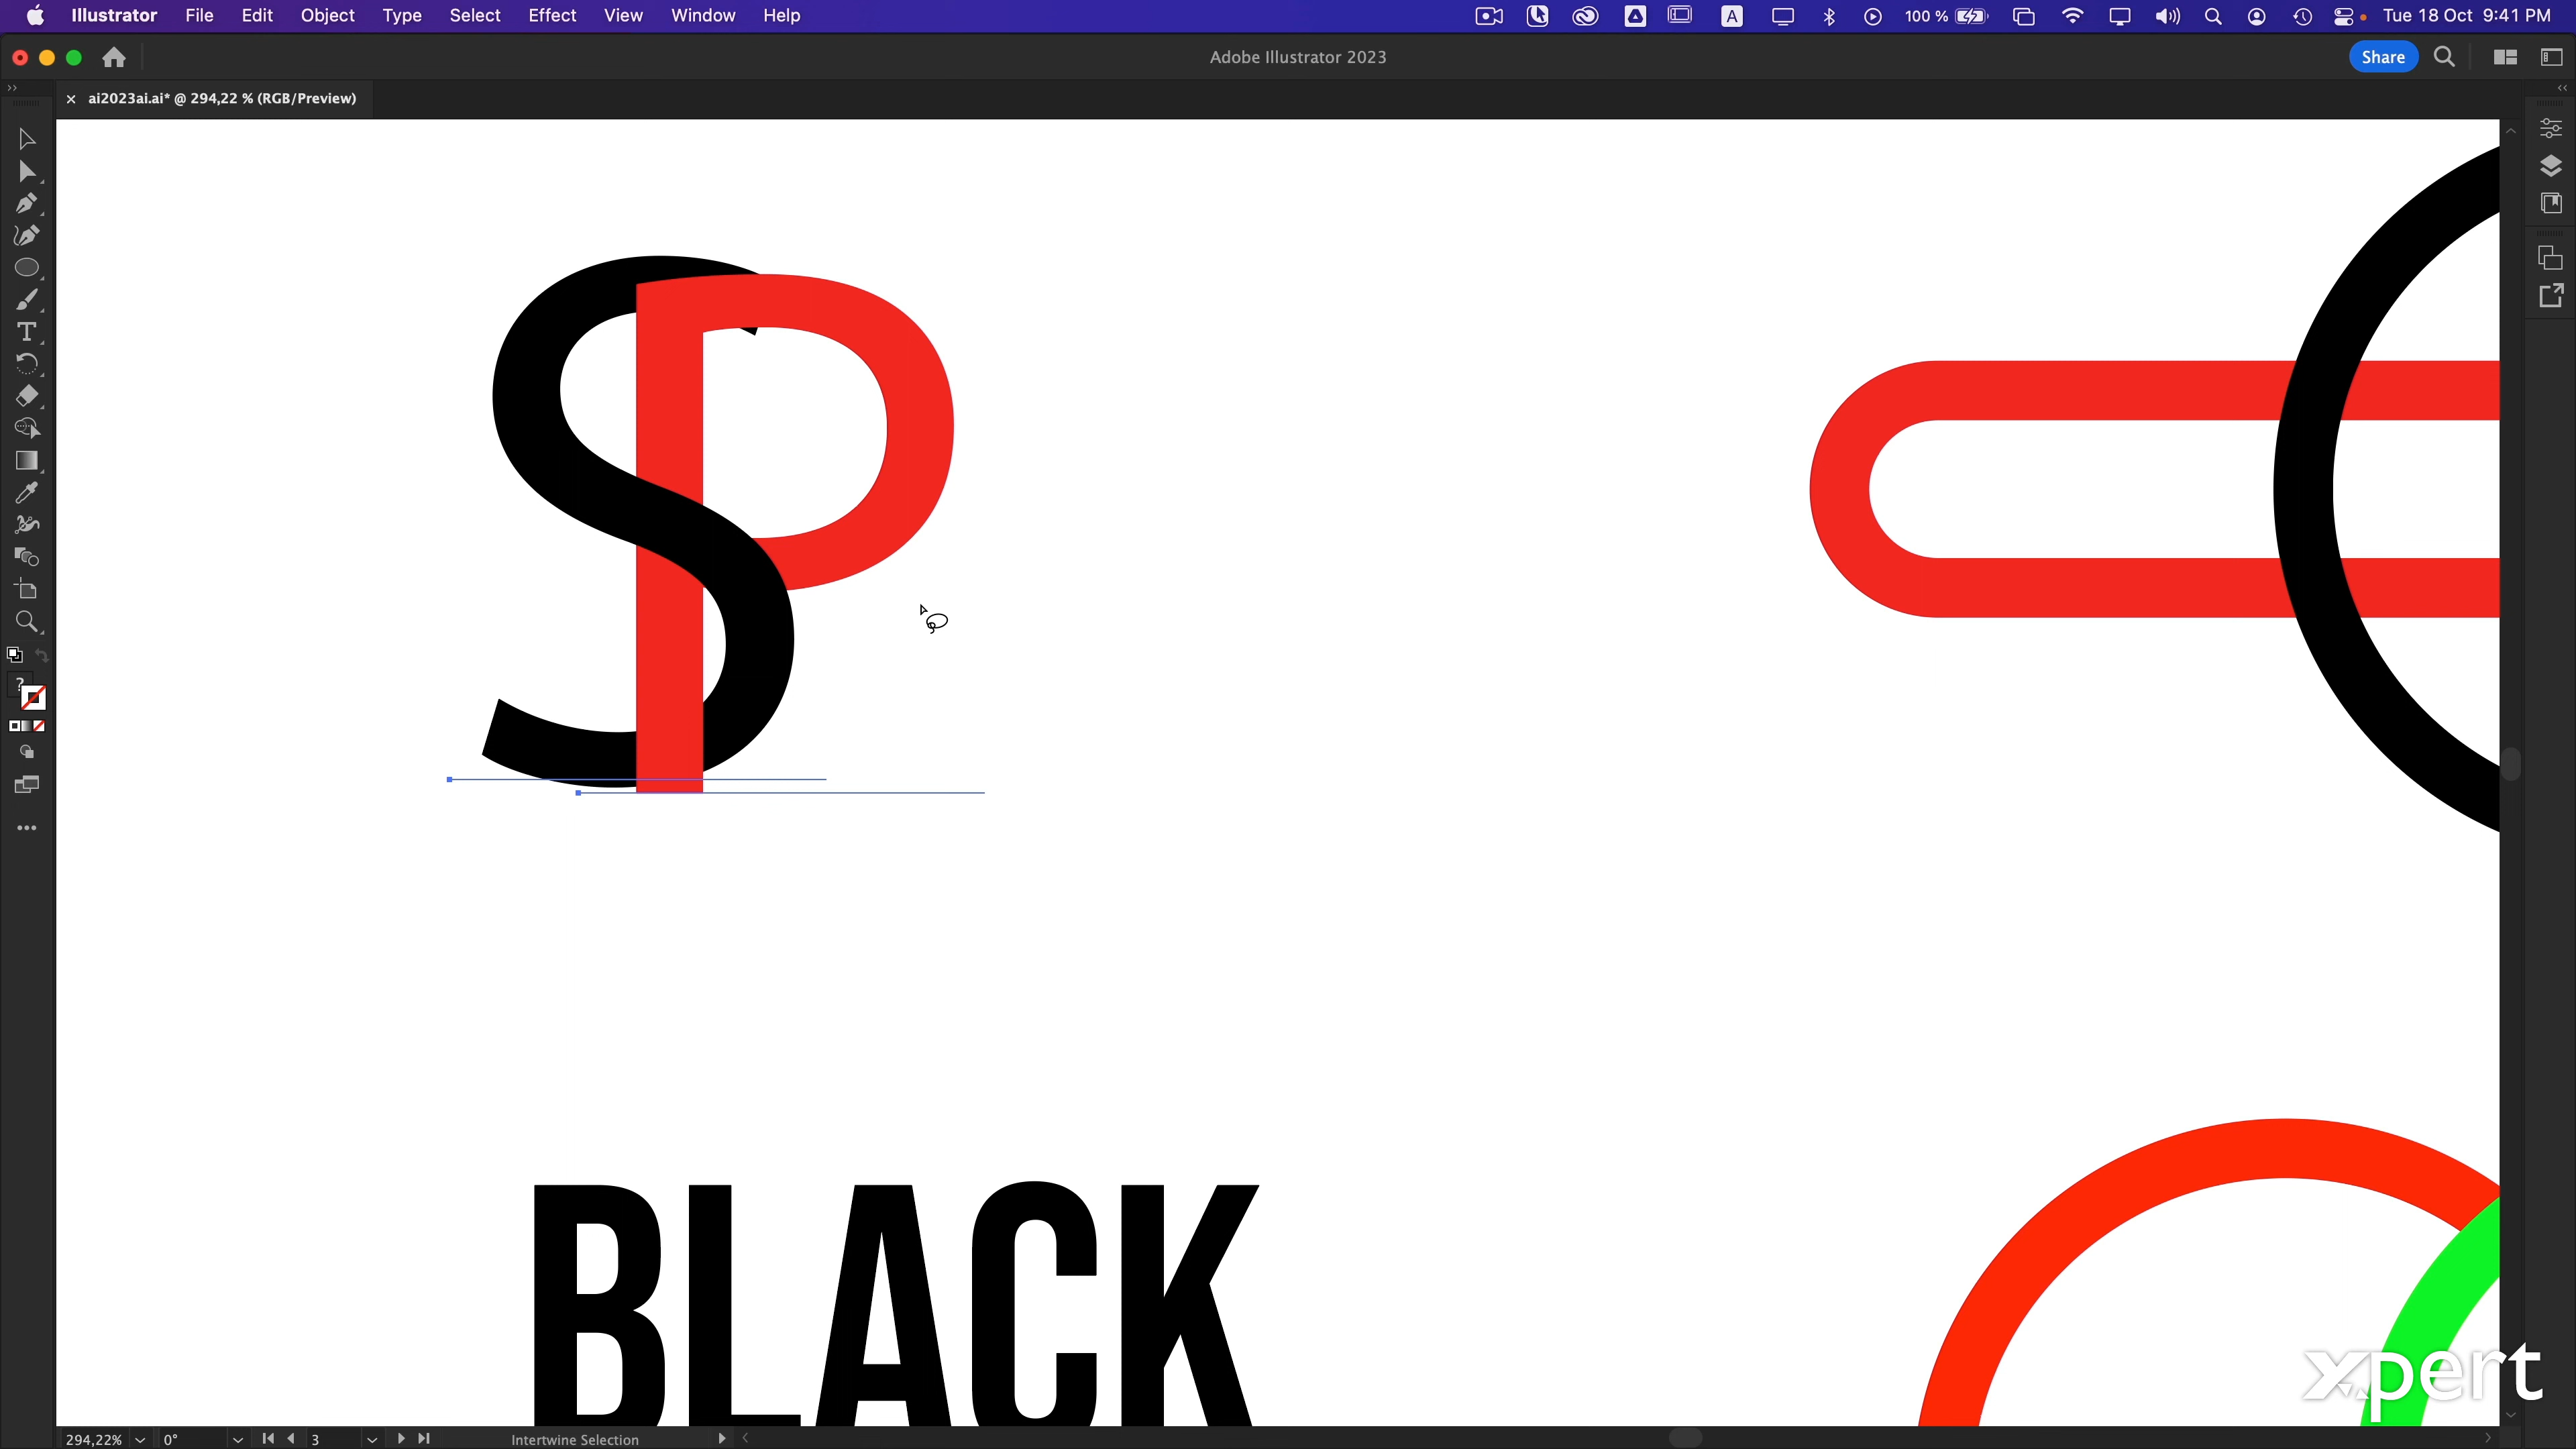 Illustrator File Edit Object Type Select Effect View Window Help A 100 % Tue 18 Oct 9:41 PM
Adobe Illustrator 2023
Share
× ai2023ai.ai* @ 294,22 % (RGB/Preview)
SP
BLACK
xpert
?
294,22% 0° 3 Intertwine Selection